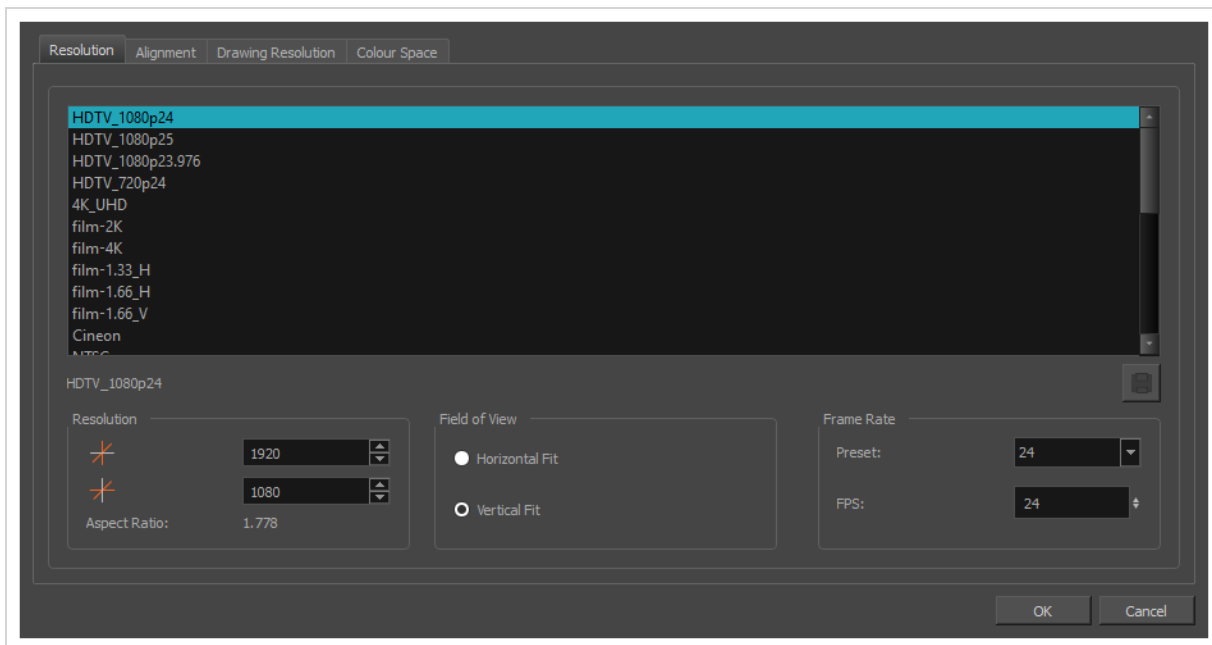 Resolution Alignment Drawing Resolution Colour Space
HDTV_1080p24
HDTV_1080p25
HDTV_1080p23.976
HDTV_720p24
4K_UHD
film-2K
film-4K
film-1.33_H
film-1.66_H
film-1.66_V
Cineon
HDTV_1080p24
Resolution Field of View Frame Rate
1920 Horizontal Fit Preset: 24
1080 Vertical Fit FPS: 24
Aspect Ratio: 1.778
OK Cancel